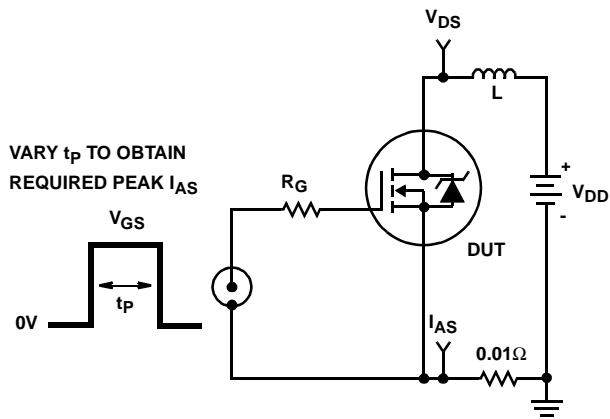 V_DS
L
VARY t_P TO OBTAIN
REQUIRED PEAK I_AS
R_G
+
V_DD
-
V_GS
DUT
t_P
0V
I_AS
0.01Ω